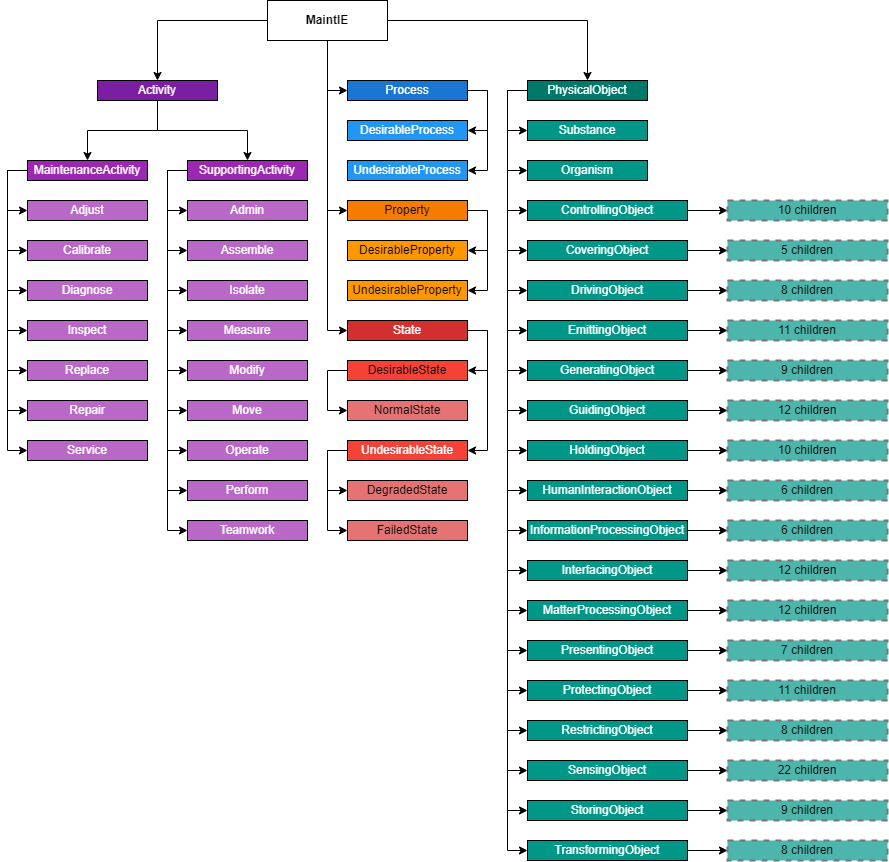 MaintIE
Activity
MaintenanceActivity
Adjust
Calibrate
Diagnose
Inspect
Replace
Repair
Service
SupportingActivity
Admin
Assemble
Isolate
Measure
Modify
Move
Operate
Perform
Teamwork
Process
DesirableProcess
UndesirableProcess
Property
DesirableProperty
UndesirableProperty
State
DesirableState
NormalState
UndesirableState
DegradedState
FailedState
PhysicalObject
Substance
Organism
ControllingObject
10 children
CoveringObject
5 children
DrivingObject
8 children
EmittingObject
11 children
GeneratingObject
9 children
GuidingObject
12 children
HoldingObject
10 children
HumanInteractionObject
6 children
InformationProcessingObject
6 children
InterfacingObject
12 children
MatterProcessingObject
12 children
PresentingObject
7 children
ProtectingObject
11 children
RestrictingObject
8 children
SensingObject
22 children
StoringObject
9 children
TransformingObject
8 children